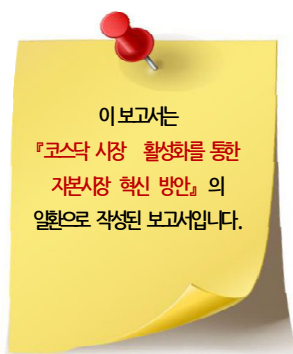 이 보고서는
『코스닥 시장 활성화를 통한
자본시장 혁신 방안』의
일환으로 작성된 보고서입니다.